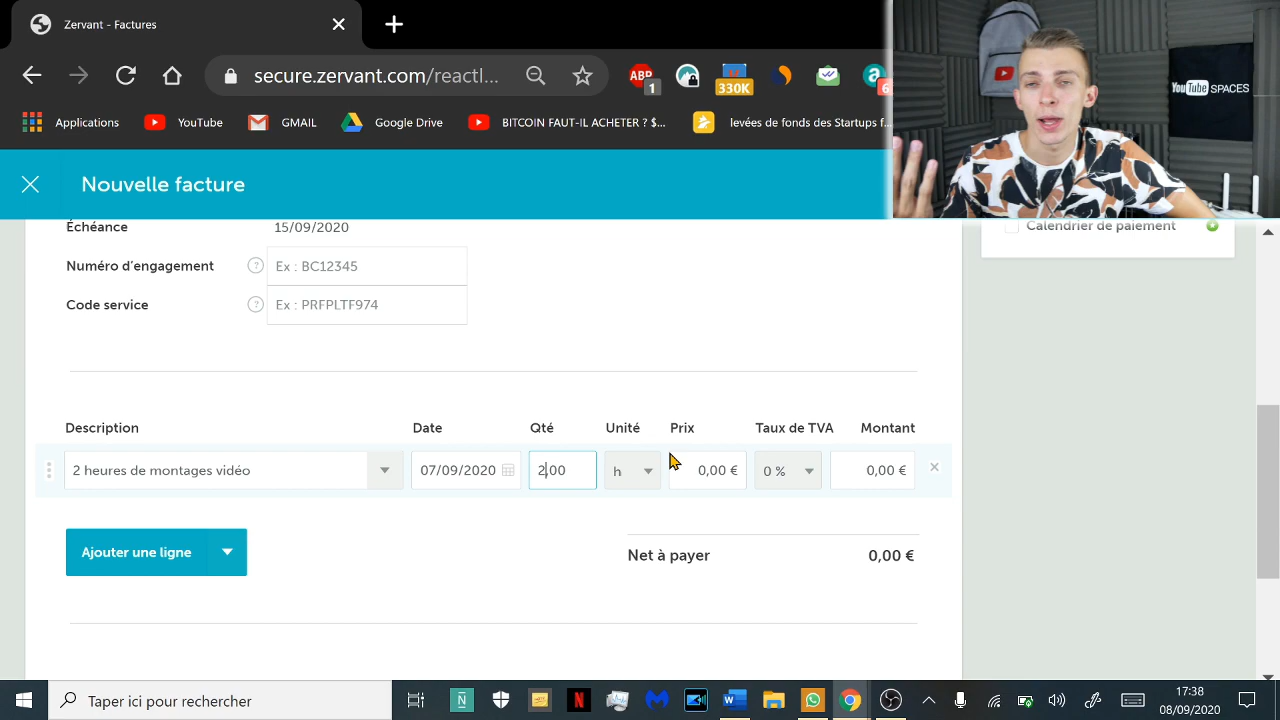 Zervant - Factures
secure.zervant.com/reactI...
ABP
1
330K
6
Applications
YouTube
GMAIL
Google Drive
BITCOIN FAUT-IL ACHETER ? $...
levées de fonds des Startups f...
YouTube SPACES
Nouvelle facture
Échéance
15/09/2020
Calendrier de paiement
Numéro d'engagement
?
Ex : BC12345
Code service
?
Ex : PRFPLTF974
Description
Date
Qté
Unité
Prix
Taux de TVA
Montant
2 heures de montages vidéo
07/09/2020
2,00
h
0,00 €
0 %
0,00 €
Ajouter une ligne
Net à payer
0,00 €
Taper ici pour rechercher
17:38
08/09/2020